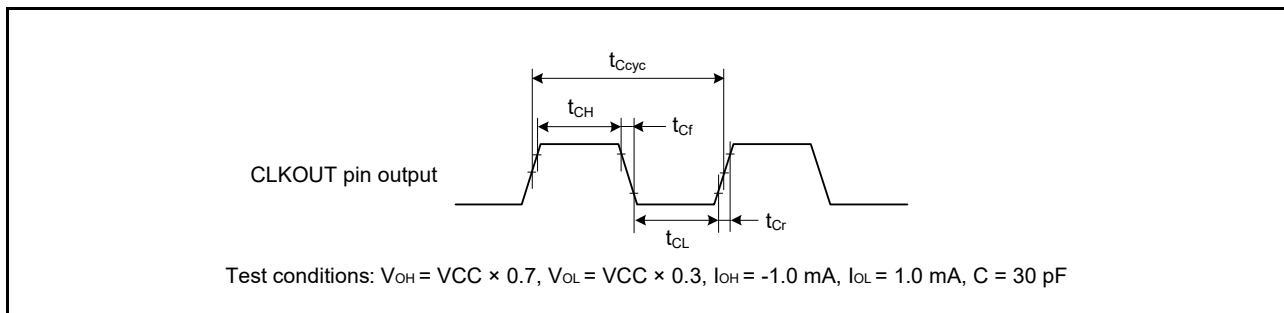 tCcyc
tCH
tCf
CLKOUT pin output
tCL
tCr
Test conditions: VOH = VCC × 0.7, VOL = VCC × 0.3, IOH = -1.0 mA, IOL = 1.0 mA, C = 30 pF